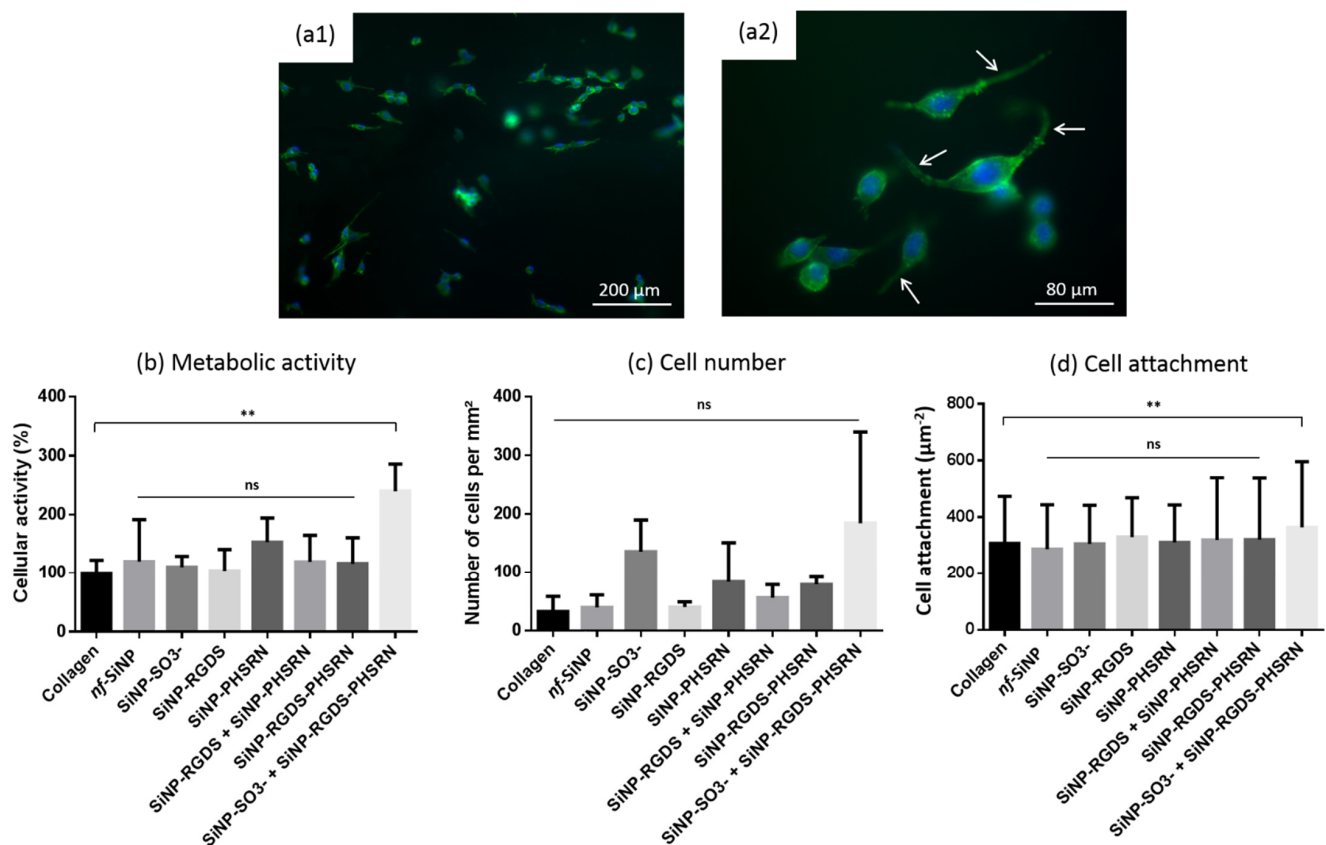 (a1)
200 µm
(a2)
80 µm
(b) Metabolic activity
Cellular activity (%)
400
300
200
100
0
**
ns
Collagen
nf-SiNP
SiNP-SO3-
SiNP-RGDS
SiNP-PHSRN
SiNP-RGDS + SiNP-PHSRN
SiNP-RGDS-PHSRN
SiNP-SO3- + SiNP-RGDS-PHSRN
(c) Cell number
Number of cells per mm²
400
300
200
100
0
ns
Collagen
nf-SiNP
SiNP-SO3-
SiNP-RGDS
SiNP-PHSRN
SiNP-RGDS + SiNP-PHSRN
SiNP-RGDS-PHSRN
SiNP-SO3- + SiNP-RGDS-PHSRN
(d) Cell attachment
Cell attachment (µm⁻²)
800
600
400
200
0
**
ns
Collagen
nf-SiNP
SiNP-SO3-
SiNP-RGDS
SiNP-PHSRN
SiNP-RGDS + SiNP-PHSRN
SiNP-RGDS-PHSRN
SiNP-SO3- + SiNP-RGDS-PHSRN